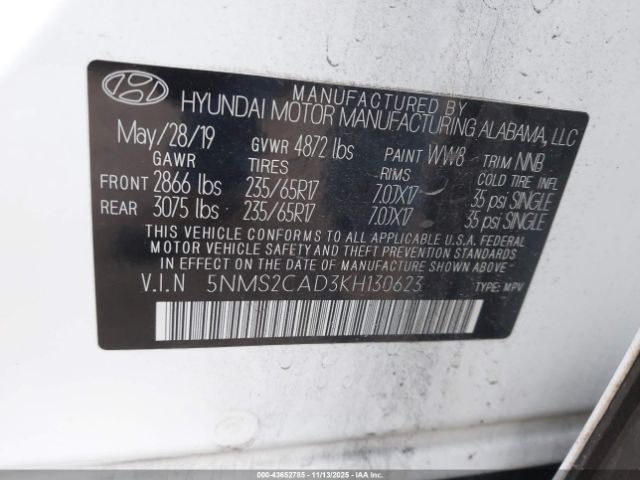 MANUFACTURED BY
HYUNDAI MOTOR MANUFACTURING ALABAMA, LLC
May/28/19 GVWR 4872 lbs PAINT WW8 TRIM NNB
GAWR TIRES RIMS COLD TIRE INFL
FRONT 2866 lbs 235/65R17 7.0JX17 35 psi SINGLE
REAR 3075 lbs 235/65R17 7.0JX17 35 psi SINGLE
THIS VEHICLE CONFORMS TO ALL APPLICABLE U.S.A. FEDERAL
MOTOR VEHICLE SAFETY AND THEFT PREVENTION STANDARDS
IN EFFECT ON THE DATE OF MANUFACTURE SHOWN ABOVE.
V.I.N 5NMS2CAD3KH130623 TYPE: MPV
000-43652785 - 11/13/2025 - IAAI.COM